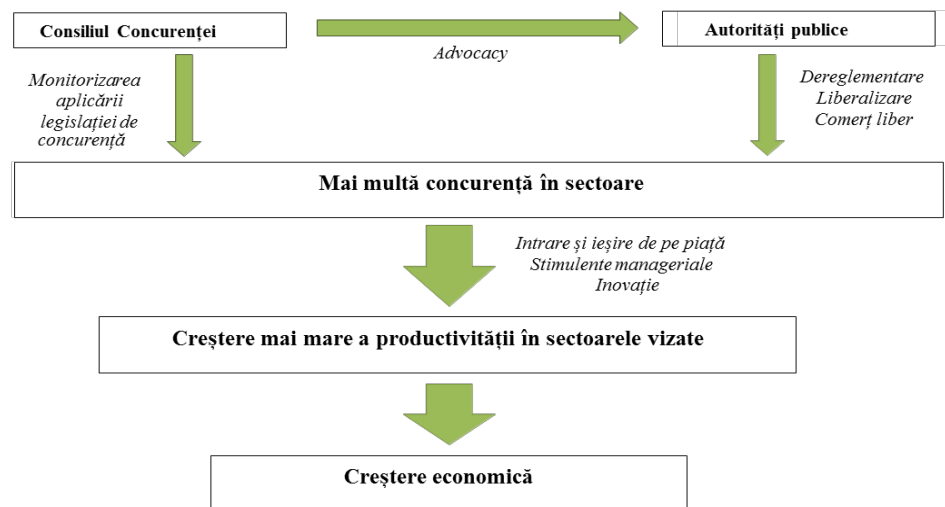 Consiliul Concurenței
Autorități publice
Advocacy
Monitorizarea
aplicării
legislației de
concurență
Dereglementare
Liberalizare
Comerț liber
Mai multă concurență în sectoare
Intrare și ieșire de pe piață
Stimulente manageriale
Inovație
Creștere mai mare a productivității în sectoarele vizate
Creștere economică